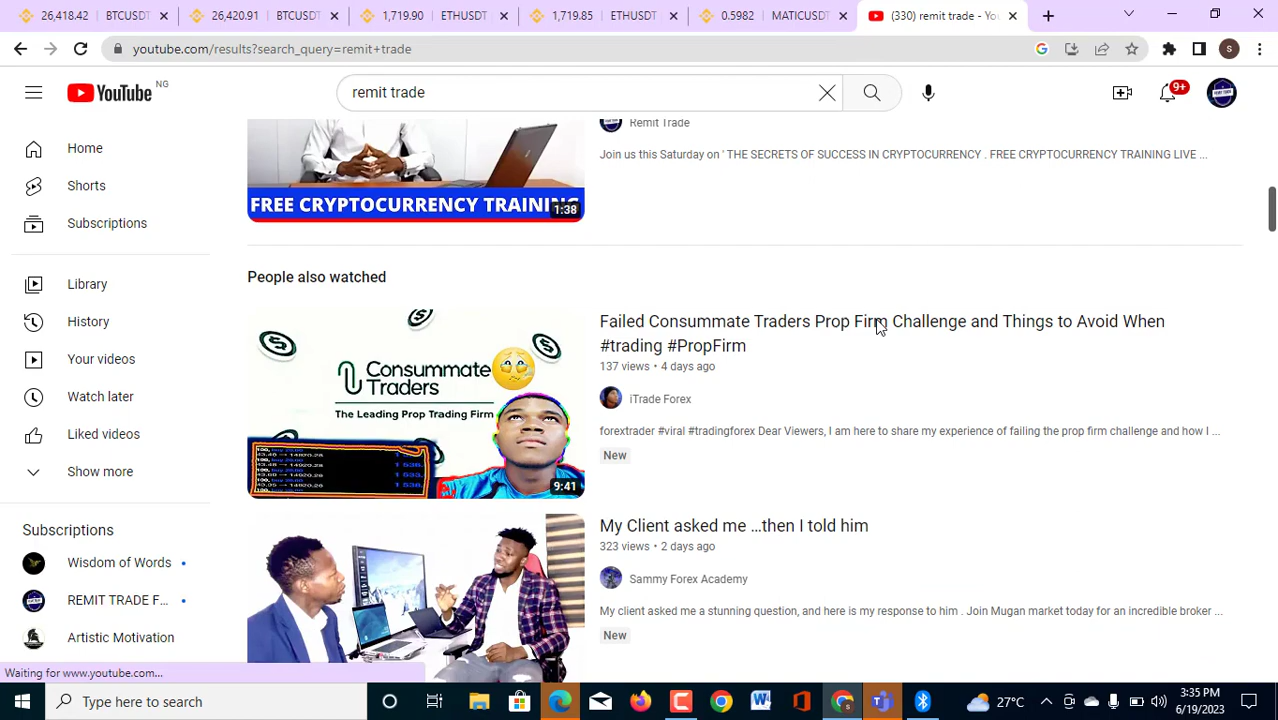 26,418.42 BTCUSDT
26,420.91 BTCUSDT
1,719.90 ETHUSDT
1,719.85 ETHUSDT
0.5982 MATICUSDT
(330) remit trade - Yo
youtube.com/results?search_query=remit+trade
YouTube NG
remit trade
9+
S
Home
Shorts
Subscriptions
Library
History
Your videos
Watch later
Liked videos
Show more
Subscriptions
Wisdom of Words
REMIT TRADE F...
Artistic Motivation
FREE CRYPTOCURRENCY TRAINING
1:38
Remit Trade
Join us this Saturday on ' THE SECRETS OF SUCCESS IN CRYPTOCURRENCY . FREE CRYPTOCURRENCY TRAINING LIVE ...
People also watched
Consummate
Traders
The Leading Prop Trading Firm
9:41
Failed Consummate Traders Prop Firm Challenge and Things to Avoid When
#trading #PropFirm
137 views • 4 days ago
iTrade Forex
forextrader #viral #tradingforex Dear Viewers, I am here to share my experience of failing the prop firm challenge and how I ...
New
My Client asked me ...then I told him
323 views • 2 days ago
Sammy Forex Academy
My client asked me a stunning question, and here is my response to him . Join Mugan market today for an incredible broker ...
New
Waiting for www.youtube.com...
Type here to search
27°C
3:35 PM
6/19/2023